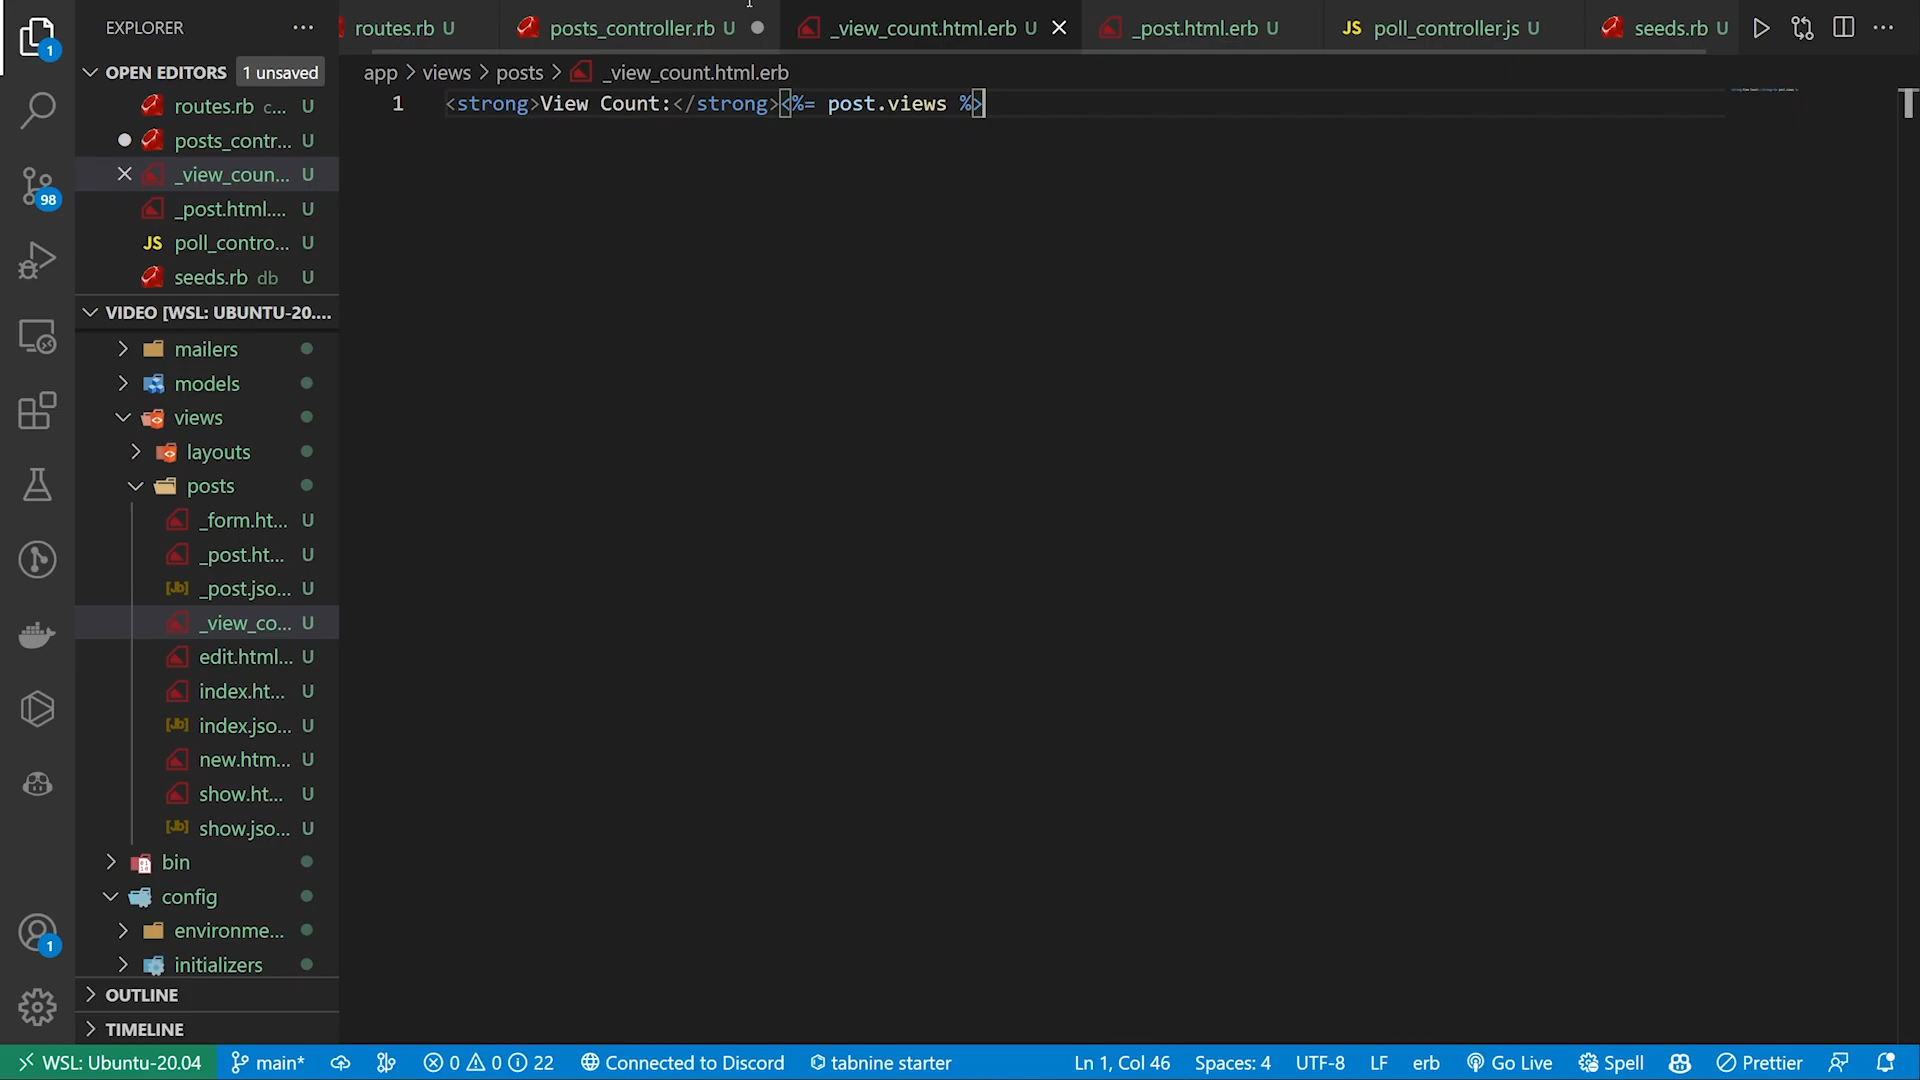 EXPLORER
routes.rb U
posts_controller.rb U
_view_count.html.erb U
_post.html.erb U
JS poll_controller.js U
seeds.rb U
OPEN EDITORS 1 unsaved
app > views > posts > _view_count.html.erb
1 <strong>View Count:</strong><%= post.views %>
routes.rb c... U
posts_contr... U
_view_coun... U
_post.html.... U
JS poll_contro... U
seeds.rb db U
VIDEO [WSL: UBUNTU-20....
mailers
models
views
layouts
posts
_form.ht... U
_post.ht... U
_post.jso... U
_view_co... U
edit.html... U
index.ht... U
index.jso... U
new.htm... U
show.ht... U
show.jso... U
bin
config
environme...
initializers
OUTLINE
TIMELINE
1
98
1
WSL: Ubuntu-20.04 main* 0 0 22 Connected to Discord tabnine starter Ln 1, Col 46 Spaces: 4 UTF-8 LF erb Go Live Spell Prettier